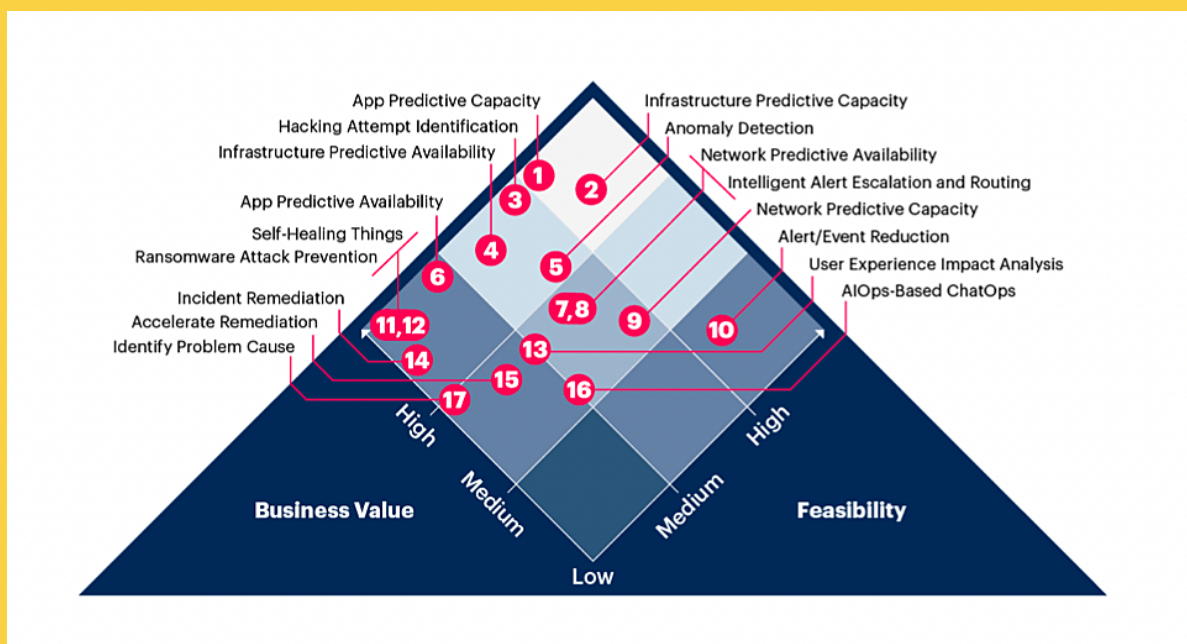 App Predictive Capacity
Hacking Attempt Identification
Infrastructure Predictive Availability
App Predictive Availability
Self-Healing Things
Ransomware Attack Prevention
Incident Remediation
Accelerate Remediation
Identify Problem Cause
Infrastructure Predictive Capacity
Anomaly Detection
Network Predictive Availability
Intelligent Alert Escalation and Routing
Network Predictive Capacity
Alert/Event Reduction
User Experience Impact Analysis
AIOps-Based ChatOps
1
2
3
4
5
6
7,8
9
10
11,12
13
14
15
16
17
High
Medium
Low
Medium
High
Business Value
Feasibility